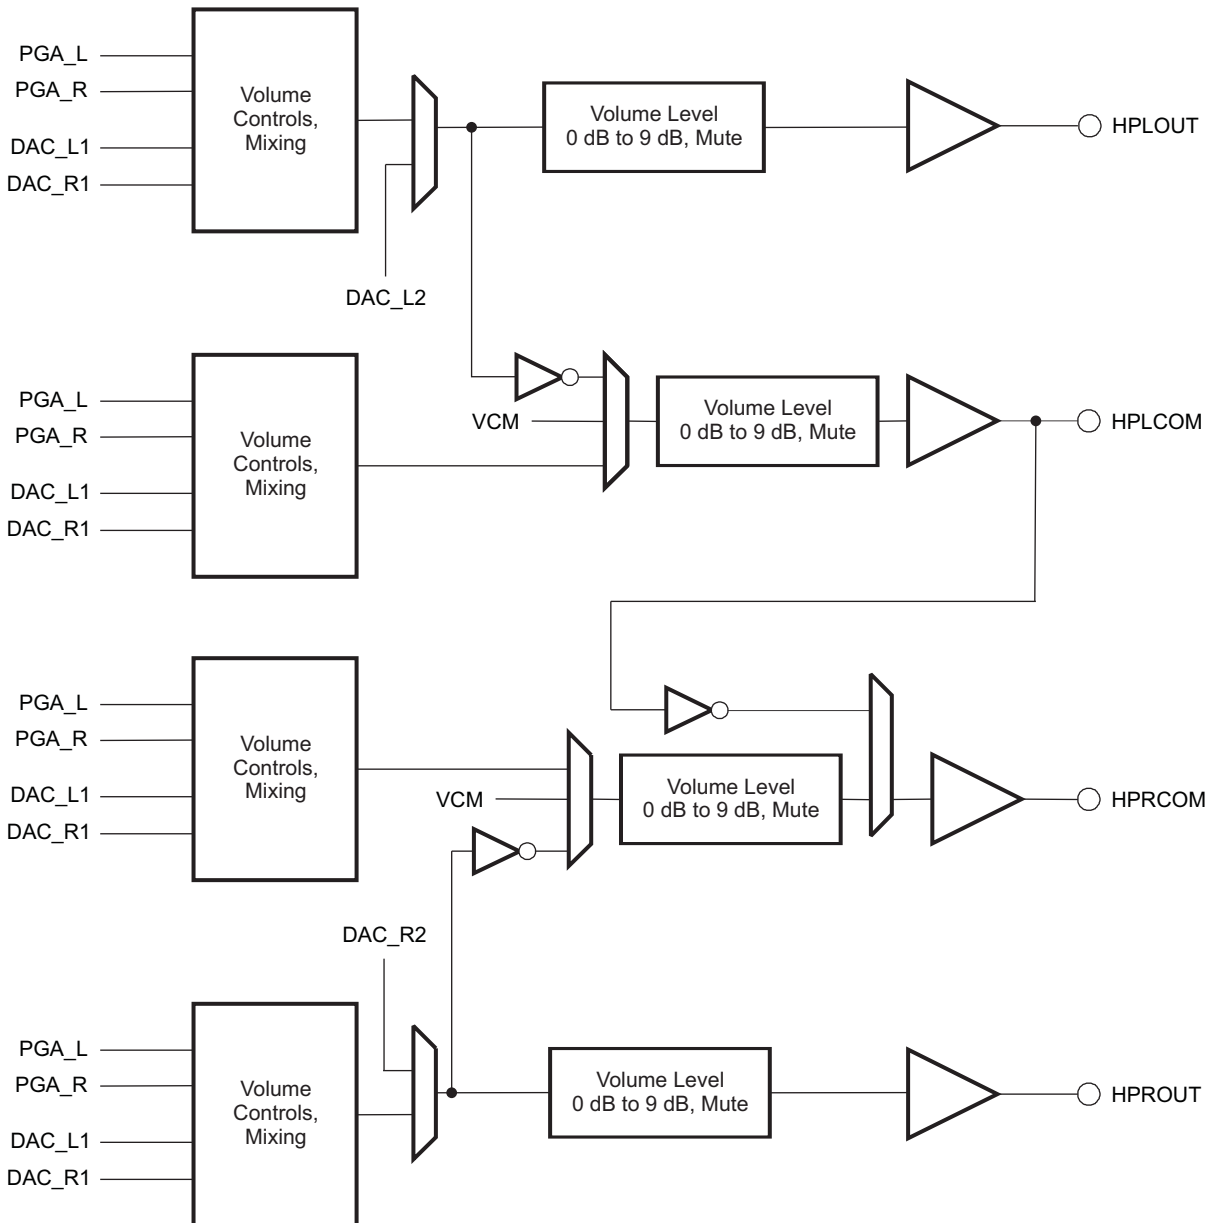 PGA_L
PGA_R
DAC_L1
DAC_R1
Volume
Controls,
Mixing
DAC_L2
Volume Level
0 dB to 9 dB, Mute
HPLOUT
PGA_L
PGA_R
DAC_L1
DAC_R1
Volume
Controls,
Mixing
VCM
Volume Level
0 dB to 9 dB, Mute
HPLCOM
PGA_L
PGA_R
DAC_L1
DAC_R1
Volume
Controls,
Mixing
VCM
Volume Level
0 dB to 9 dB, Mute
HPRCOM
DAC_R2
PGA_L
PGA_R
DAC_L1
DAC_R1
Volume
Controls,
Mixing
Volume Level
0 dB to 9 dB, Mute
HPROUT